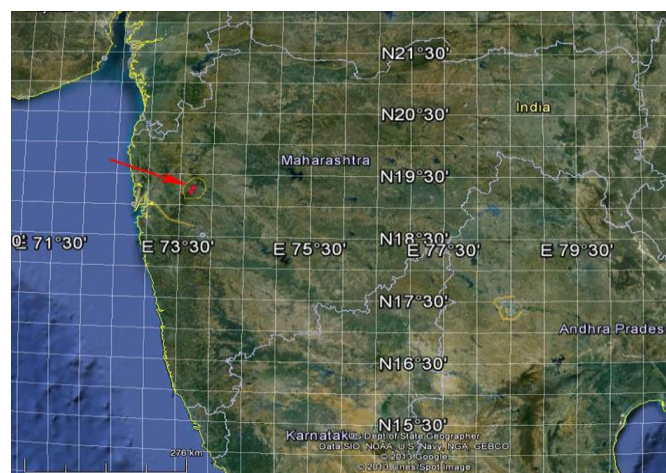 N21°30'
N20°30'
India
Maharashtra
N19°30'
N18°30'
E 71°30'
E 73°30'
E 75°30'
E 77°30'
E 79°30'
N17°30'
Andhra Prades
N16°30'
N15°30'
Karnataka
US Dept of State Geographer
Data SIO, NOAA, U.S. Navy, NGA, GEBCO
© 2013 Google
276 km
© 2013 Cnes/Spot Image